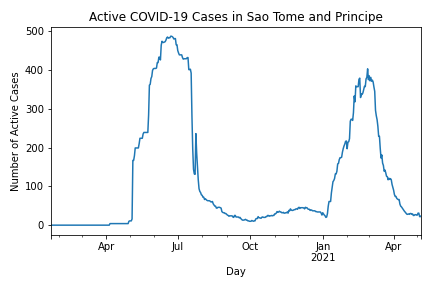 Active COVID-19 Cases in Sao Tome and Principe
500
400
300
200
100
0
Number of Active Cases
Apr
Jul
Oct
Jan
2021
Apr
Day